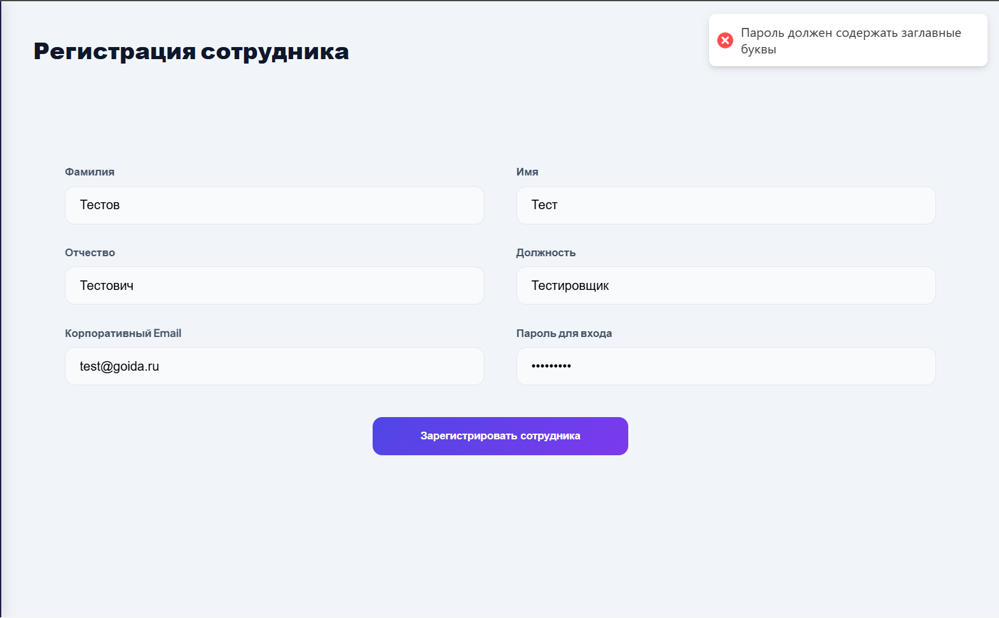 Регистрация сотрудника
Пароль должен содержать заглавные
буквы
Фамилия
Имя
Тестов
Тест
Отчество
Должность
Тестович
Тестировщик
Корпоративный Email
Пароль для входа
test@goida.ru
•••••••••
Зарегистрировать сотрудника